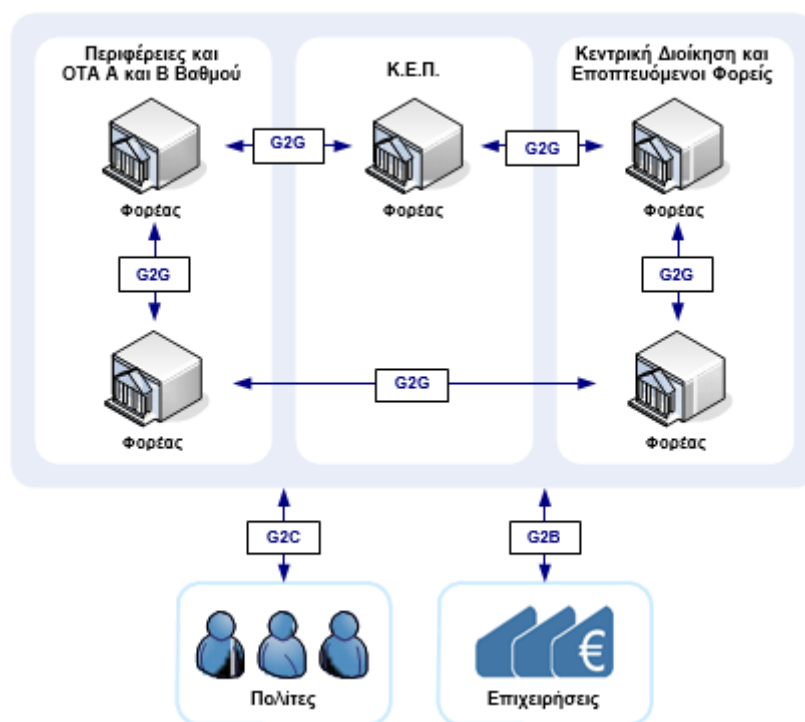 Περιφέρειες και
ΟΤΑ Α και Β Βαθμού
Κ.Ε.Π.
Κεντρική Διοίκηση και
Εποπτευόμενοι Φορείς
G2G
G2G
Φορέας
Φορέας
Φορέας
G2G
G2G
G2G
Φορέας
Φορέας
G2C
G2B
Πολίτες
€
Επιχειρήσεις